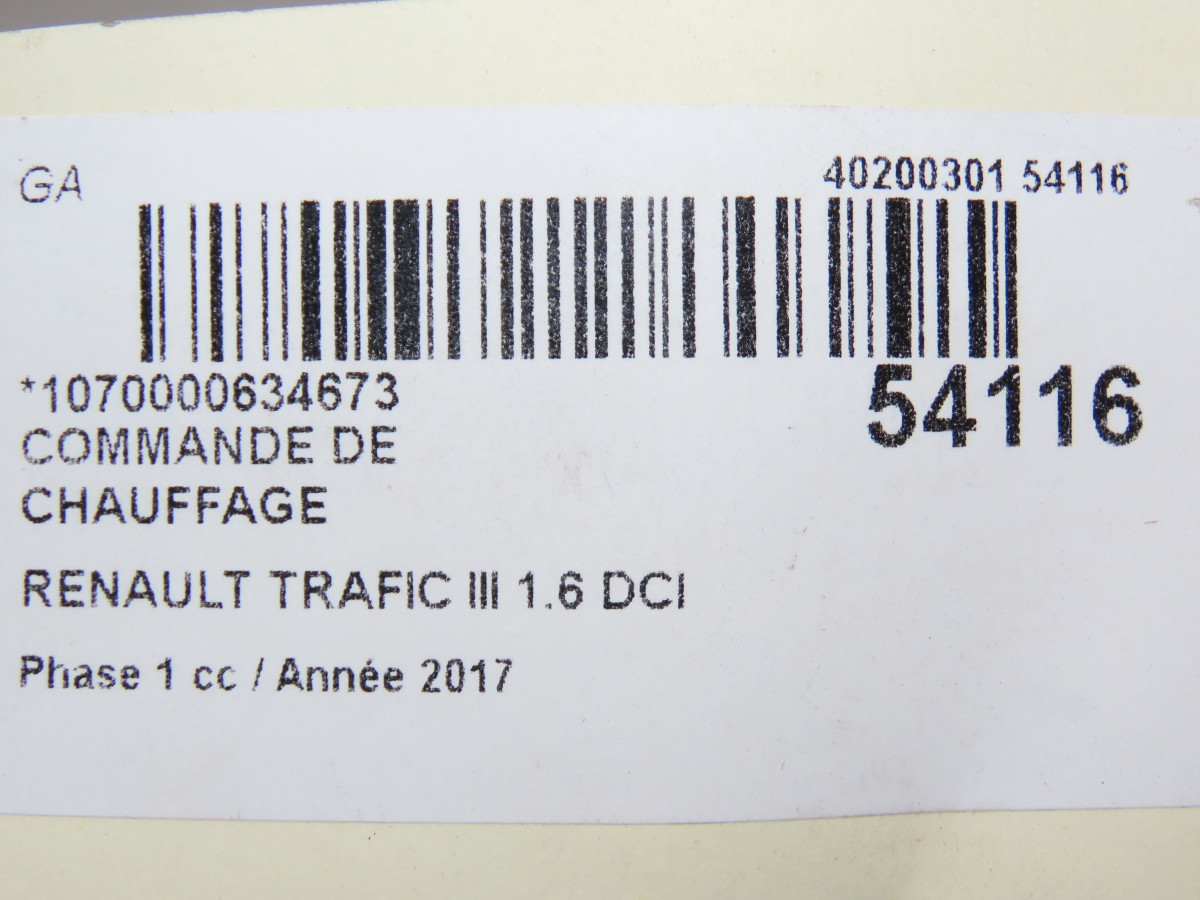 GA
40200301 54116
*1070000634673
54116
COMMANDE DE
CHAUFFAGE
RENAULT TRAFIC III 1.6 DCI
Phase 1 cc / Année 2017